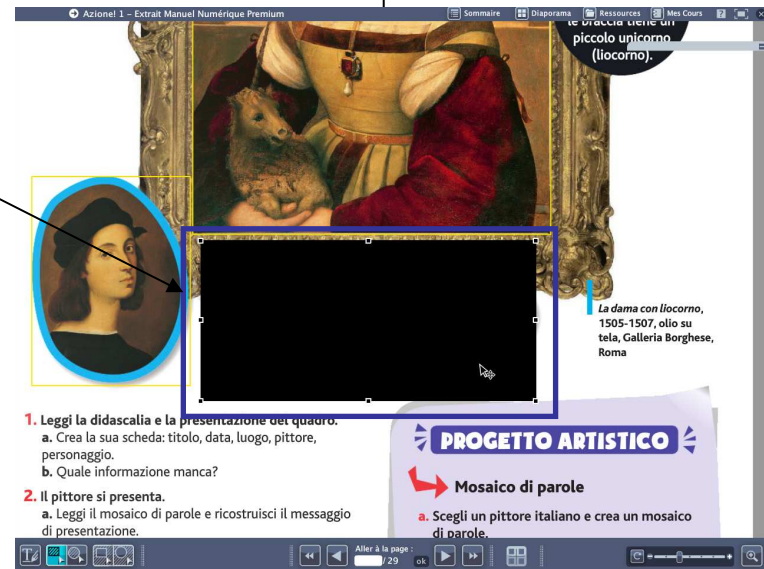 Azione! 1 – Extrait Manuel Numérique Premium
Sommaire
Diaporama
Ressources
Mes Cours
?
le braccia tiene un
piccolo unicorno
(liocorno).
La dama con liocorno,
1505-1507, olio su
tela, Galleria Borghese,
Roma
1. Leggi la didascalia e la presentazione del quadro.
a. Crea la sua scheda: titolo, data, luogo, pittore,
personaggio.
b. Quale informazione manca?
2. Il pittore si presenta.
a. Leggi il mosaico di parole e ricostruisci il messaggio
di presentazione.
PROGETTO ARTISTICO
Mosaico di parole
a. Scegli un pittore italiano e crea un mosaico
di parole.
Aller à la page :
/ 29
ok